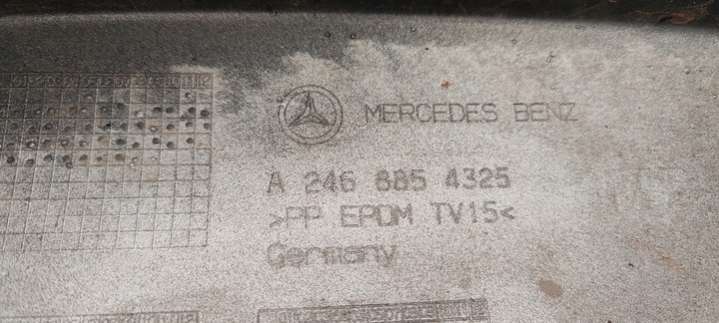 MERCEDES BENZ
A 246 885 4325
>PP EPDM TV15<
Germany